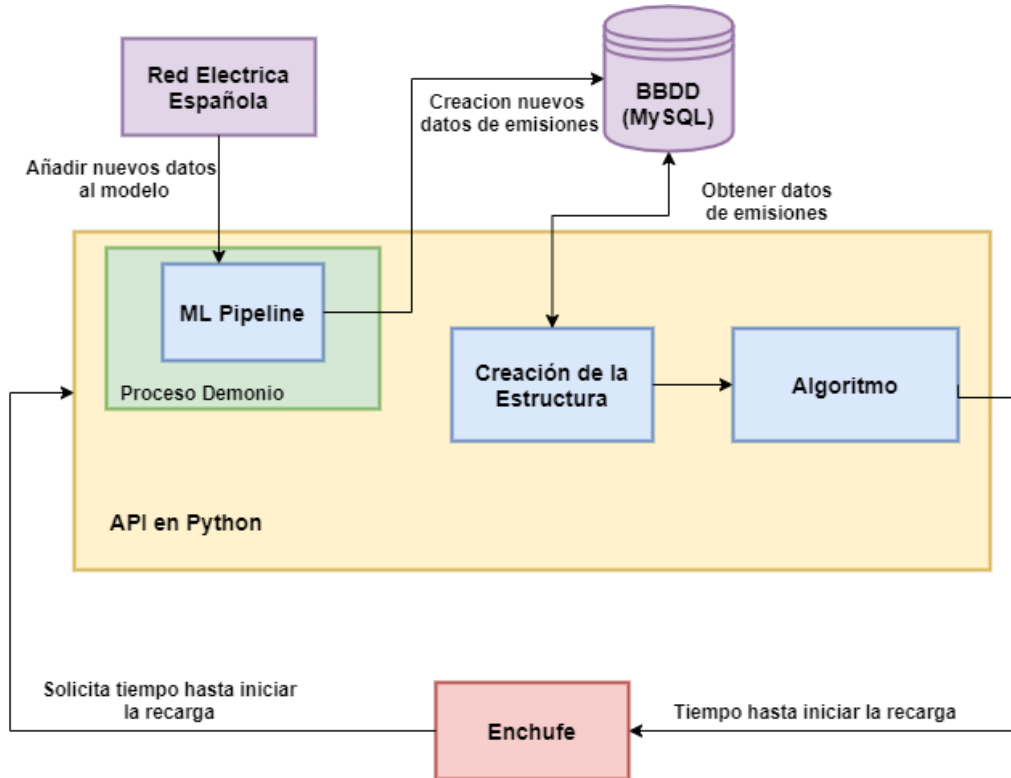 Red Electrica
Española
BBDD
(MySQL)
Creacion nuevos
datos de emisiones
Añadir nuevos datos
al modelo
Obtener datos
de emisiones
ML Pipeline
Proceso Demonio
Creación de la
Estructura
Algoritmo
API en Python
Solicita tiempo hasta iniciar
la recarga
Enchufe
Tiempo hasta iniciar la recarga